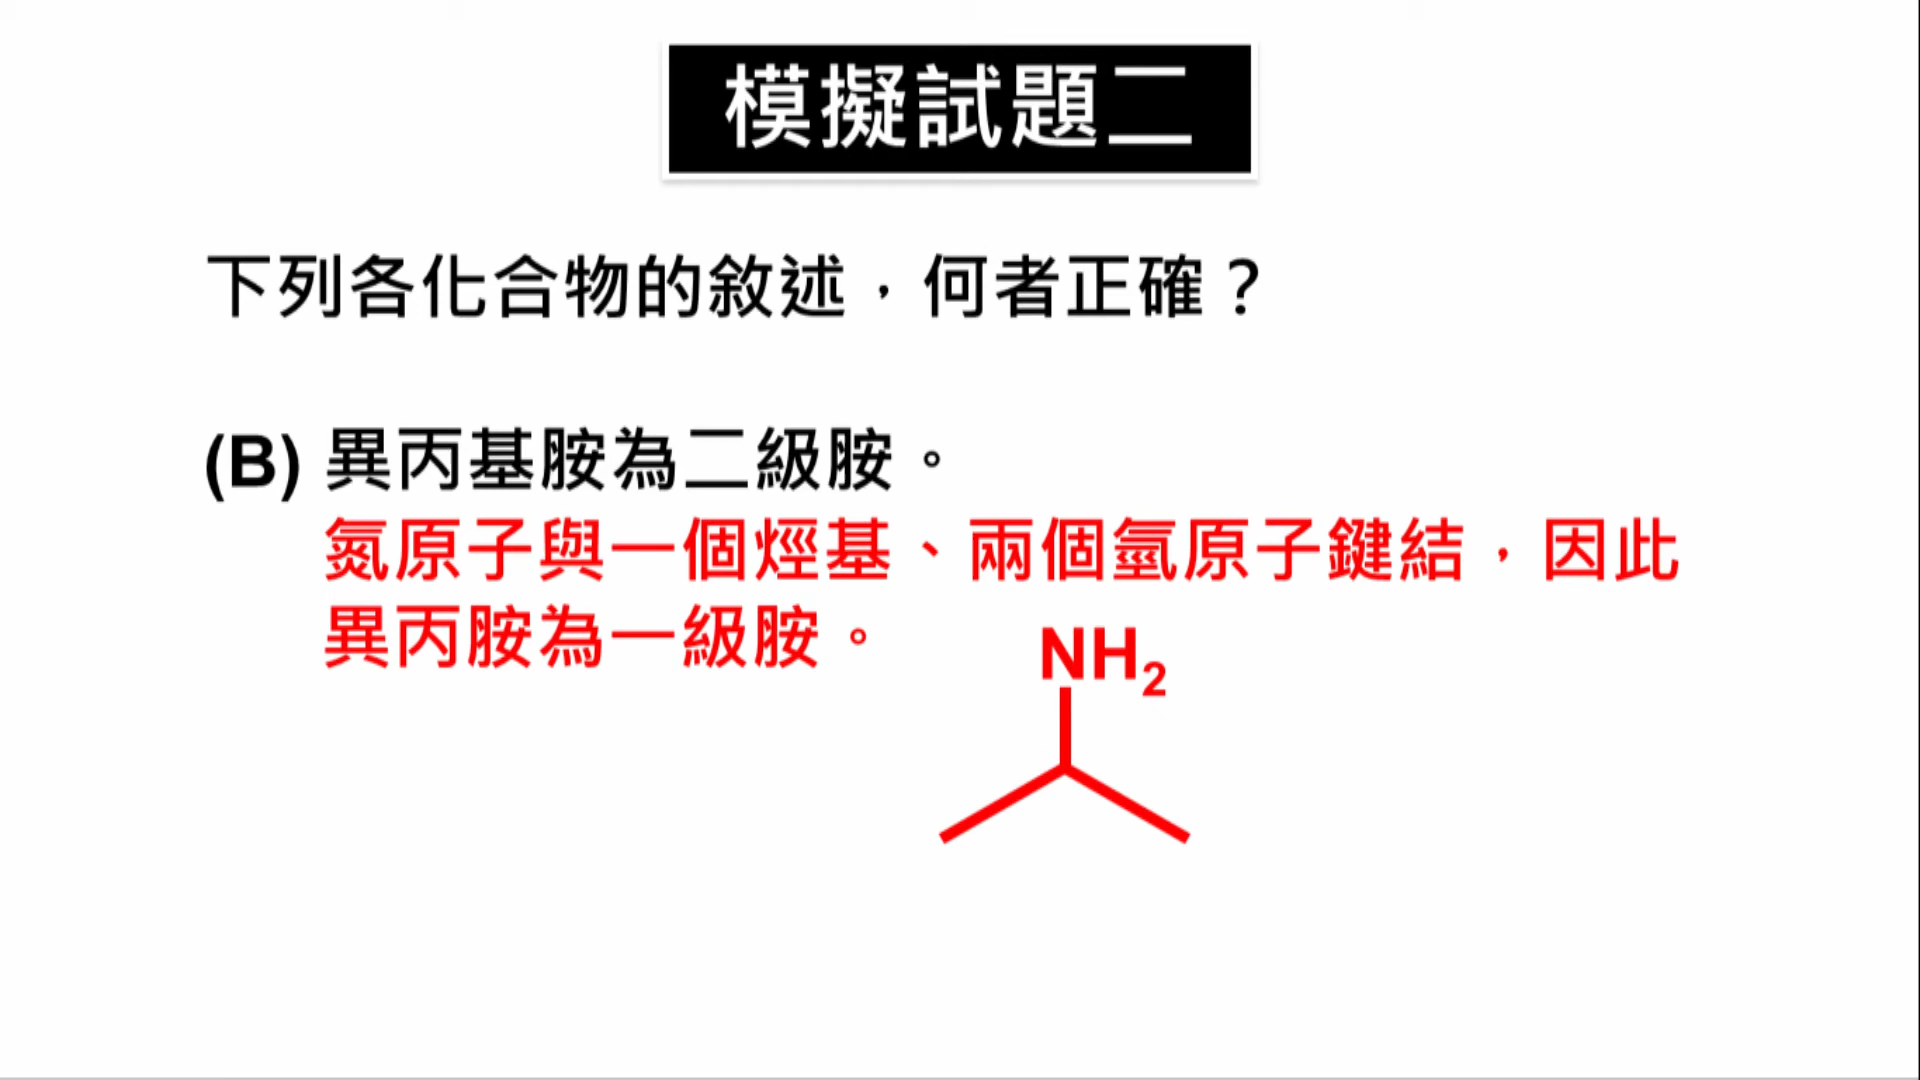 模擬試題二
下列各化合物的敘述，何者正確？
(B) 異丙基胺為二級胺。
氮原子與一個烴基、兩個氫原子鍵結，因此
異丙胺為一級胺。
NH₂